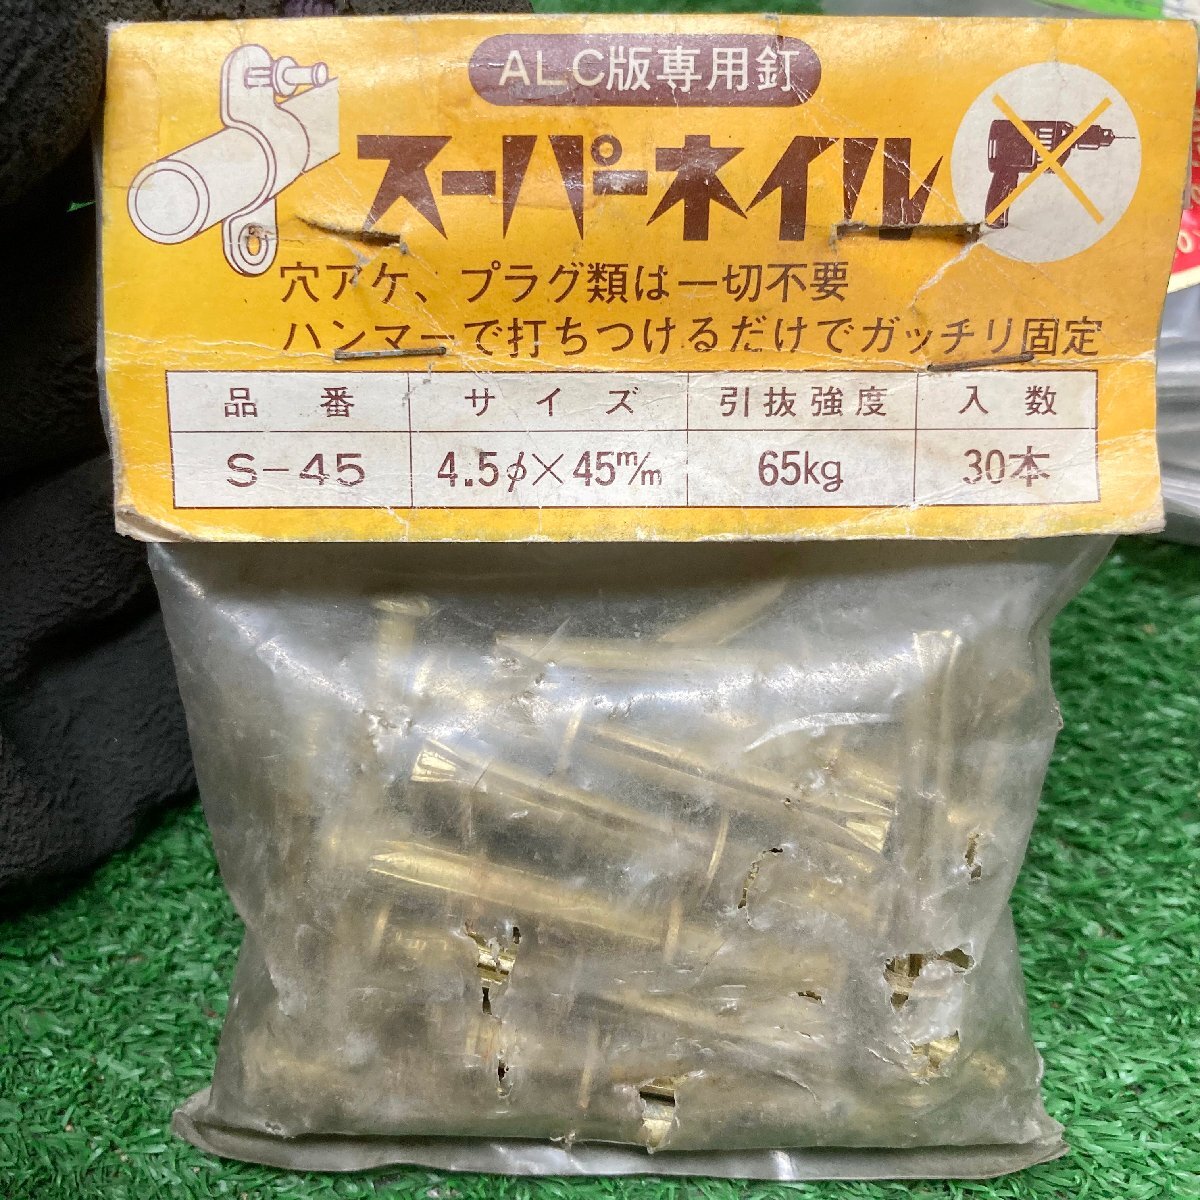 ALC版専用釘
スーパーネイル
穴アケ、プラグ類は一切不要
ハンマーで打ちつけるだけでガッチリ固定
品番 サイズ 引抜強度 入数
S-45 4.5φ×45m/m 65kg 30本